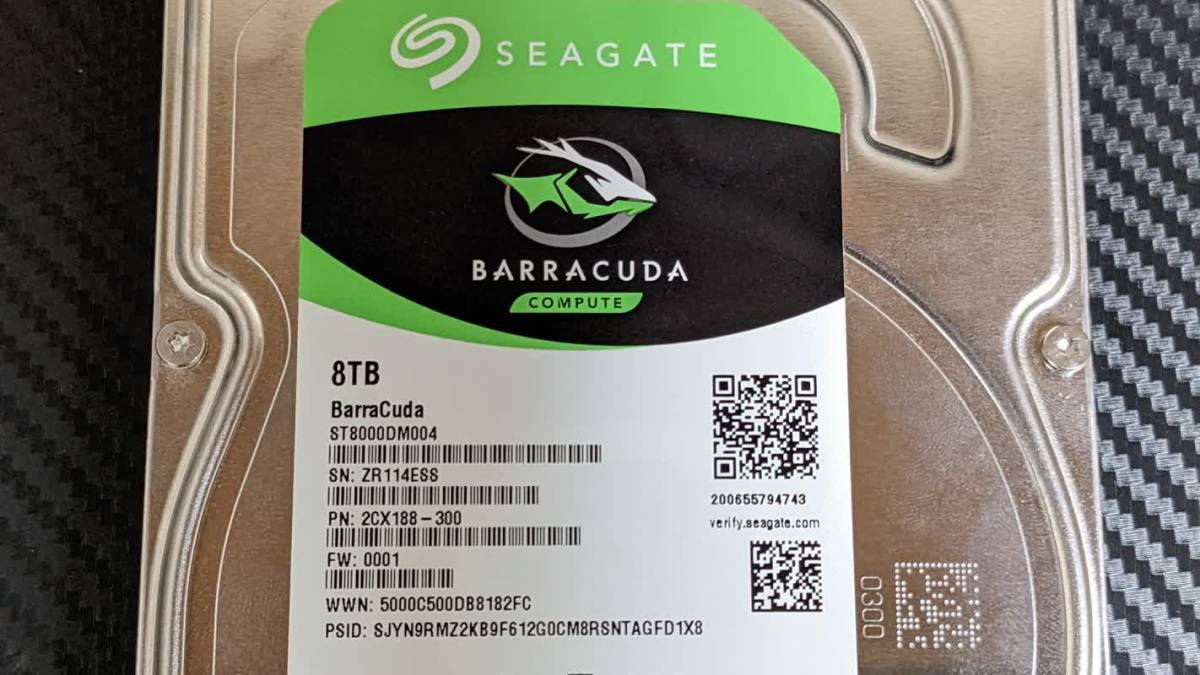 SEAGATE
BARRACUDA
COMPUTE
8TB
BarraCuda
ST8000DM004
SN: ZR114ESS
PN: 2CX188-300
FW: 0001
WWN: 5000C500DB8182FC
PSID: SJYN9RMZ2KB9F612G0CM8RSNTAGFD1X8
200655794743
verify.seagate.com
0300